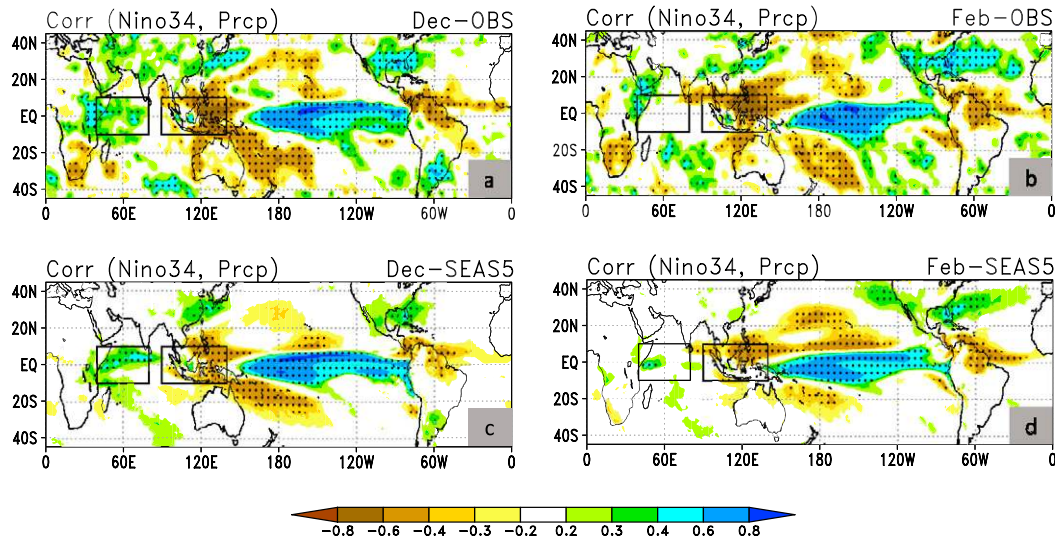 Corr (Nino34, Prcp) Dec-OBS
40N
20N
EQ
20S
40S
0 60E 120E 180 120W 60W 0
a
Corr (Nino34, Prcp) Feb-OBS
40N
20N
EQ
20S
40S
0 60E 120E 180 120W 60W 0
b
Corr (Nino34, Prcp) Dec-SEAS5
40N
20N
EQ
20S
40S
0 60E 120E 180 120W 60W 0
c
Corr (Nino34, Prcp) Feb-SEAS5
40N
20N
EQ
20S
40S
0 60E 120E 180 120W 60W 0
d
-0.8 -0.6 -0.4 -0.3 -0.2 0.2 0.3 0.4 0.6 0.8